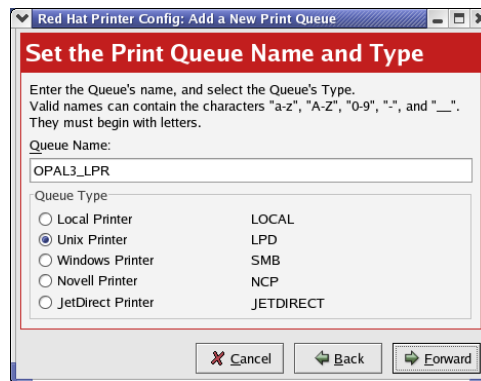 Red Hat Printer Config: Add a New Print Queue
Set the Print Queue Name and Type
Enter the Queue's name, and select the Queue's Type.
Valid names can contain the characters "a-z", "A-Z", "0-9", "-", and "__".
They must begin with letters.
Queue Name:
OPAL3_LPR
Queue Type
Local Printer LOCAL
Unix Printer LPD
Windows Printer SMB
Novell Printer NCP
JetDirect Printer JETDIRECT
Cancel Back Forward